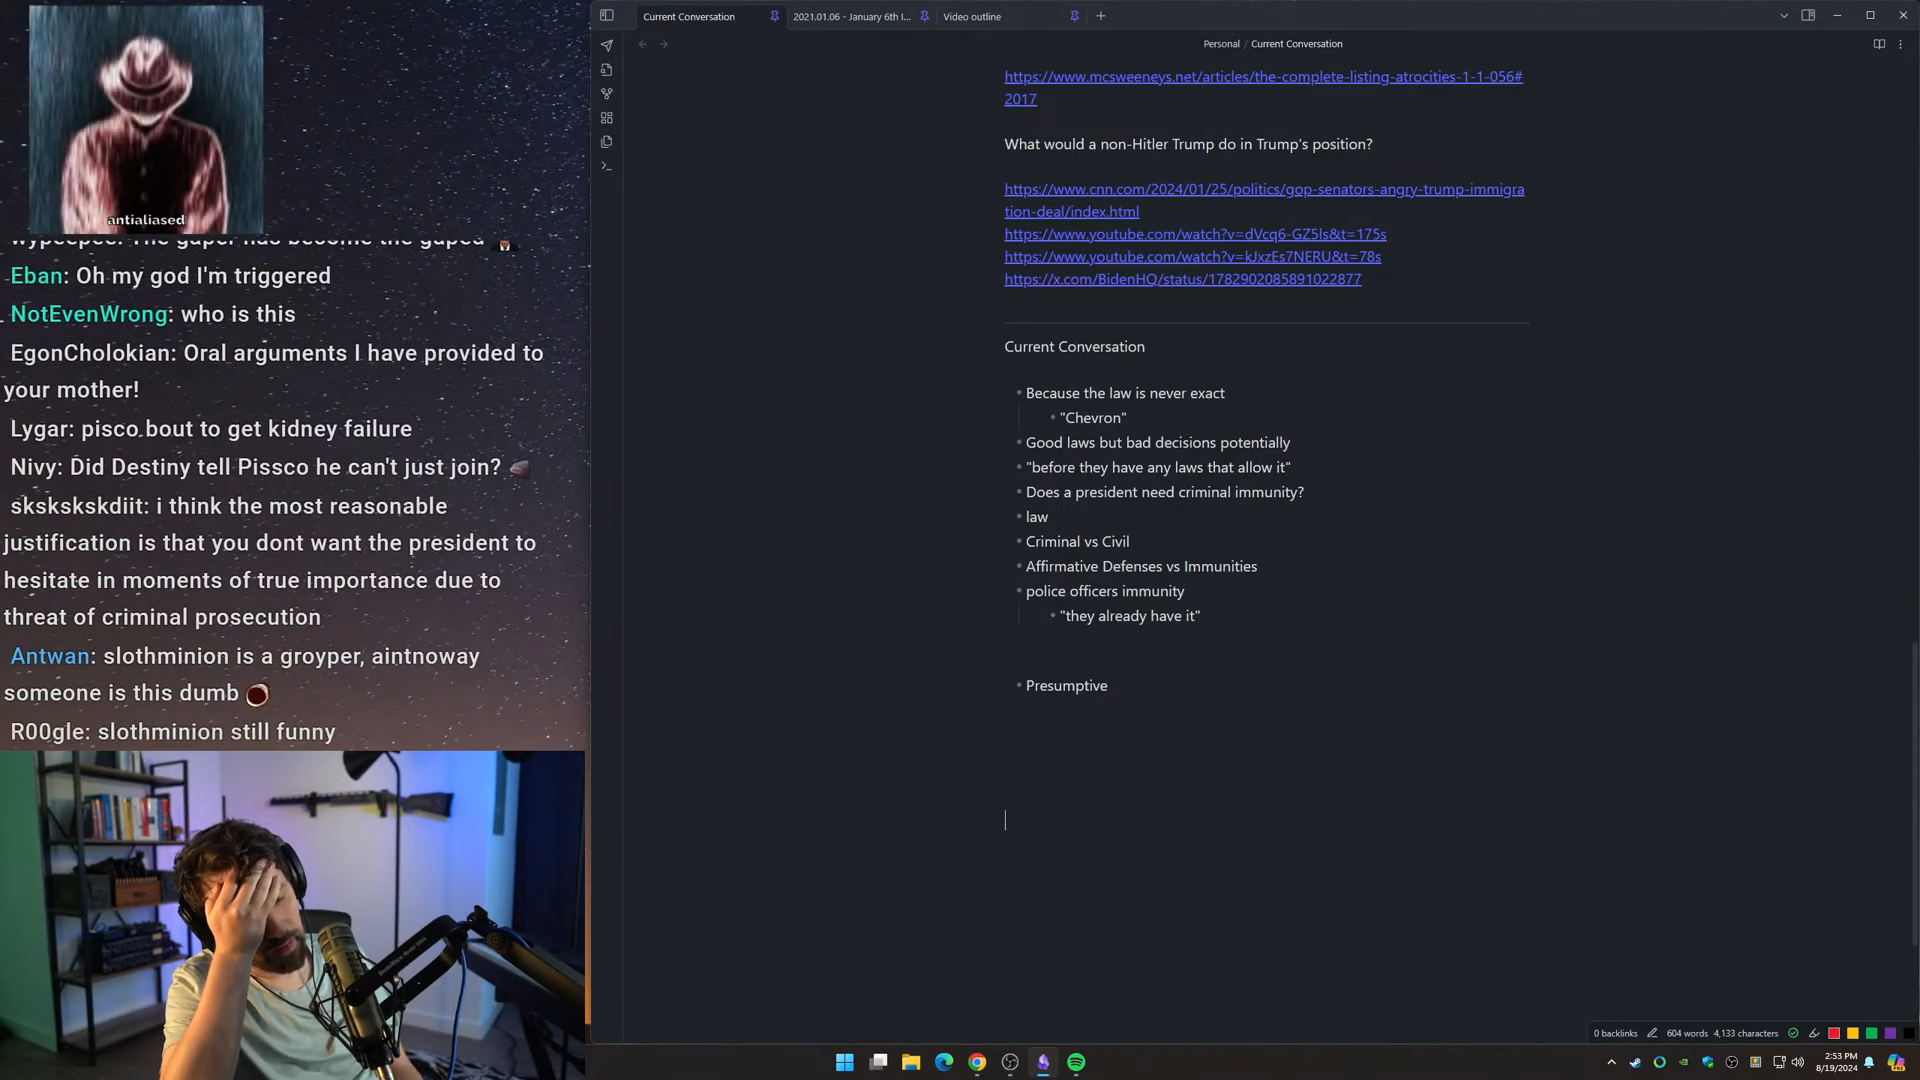 antialiased
wypeepee: The gaper has become the gaped
Eban: Oh my god I'm triggered
NotEvenWrong: who is this
EgonCholokian: Oral arguments I have provided to
your mother!
Lygar: pisco bout to get kidney failure
Nivy: Did Destiny tell Pissco he can't just join?
skskskskdiit: i think the most reasonable
justification is that you dont want the president to
hesitate in moments of true importance due to
threat of criminal prosecution
Antwan: slothminion is a groyper, aintnoway
someone is this dumb
R00gle: slothminion still funny
Current Conversation
2021.01.06 - January 6th I...
Video outline
Personal / Current Conversation
https://www.mcsweeneys.net/articles/the-complete-listing-atrocities-1-1-056#
2017
What would a non-Hitler Trump do in Trump's position?
https://www.cnn.com/2024/01/25/politics/gop-senators-angry-trump-immigra
tion-deal/index.html
https://www.youtube.com/watch?v=dVcq6-GZ5ls&t=175s
https://www.youtube.com/watch?v=kJxzEs7NERU&t=78s
https://x.com/BidenHQ/status/1782902085891022877
Current Conversation
• Because the law is never exact
• "Chevron"
• Good laws but bad decisions potentially
• "before they have any laws that allow it"
• Does a president need criminal immunity?
• law
• Criminal vs Civil
• Affirmative Defenses vs Immunities
• police officers immunity
• "they already have it"
• Presumptive
0 backlinks
604 words 4,133 characters
2:53 PM
8/19/2024